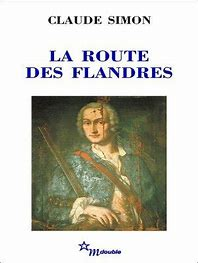 CLAUDE SIMON
LA ROUTE
DES FLANDRES
m double